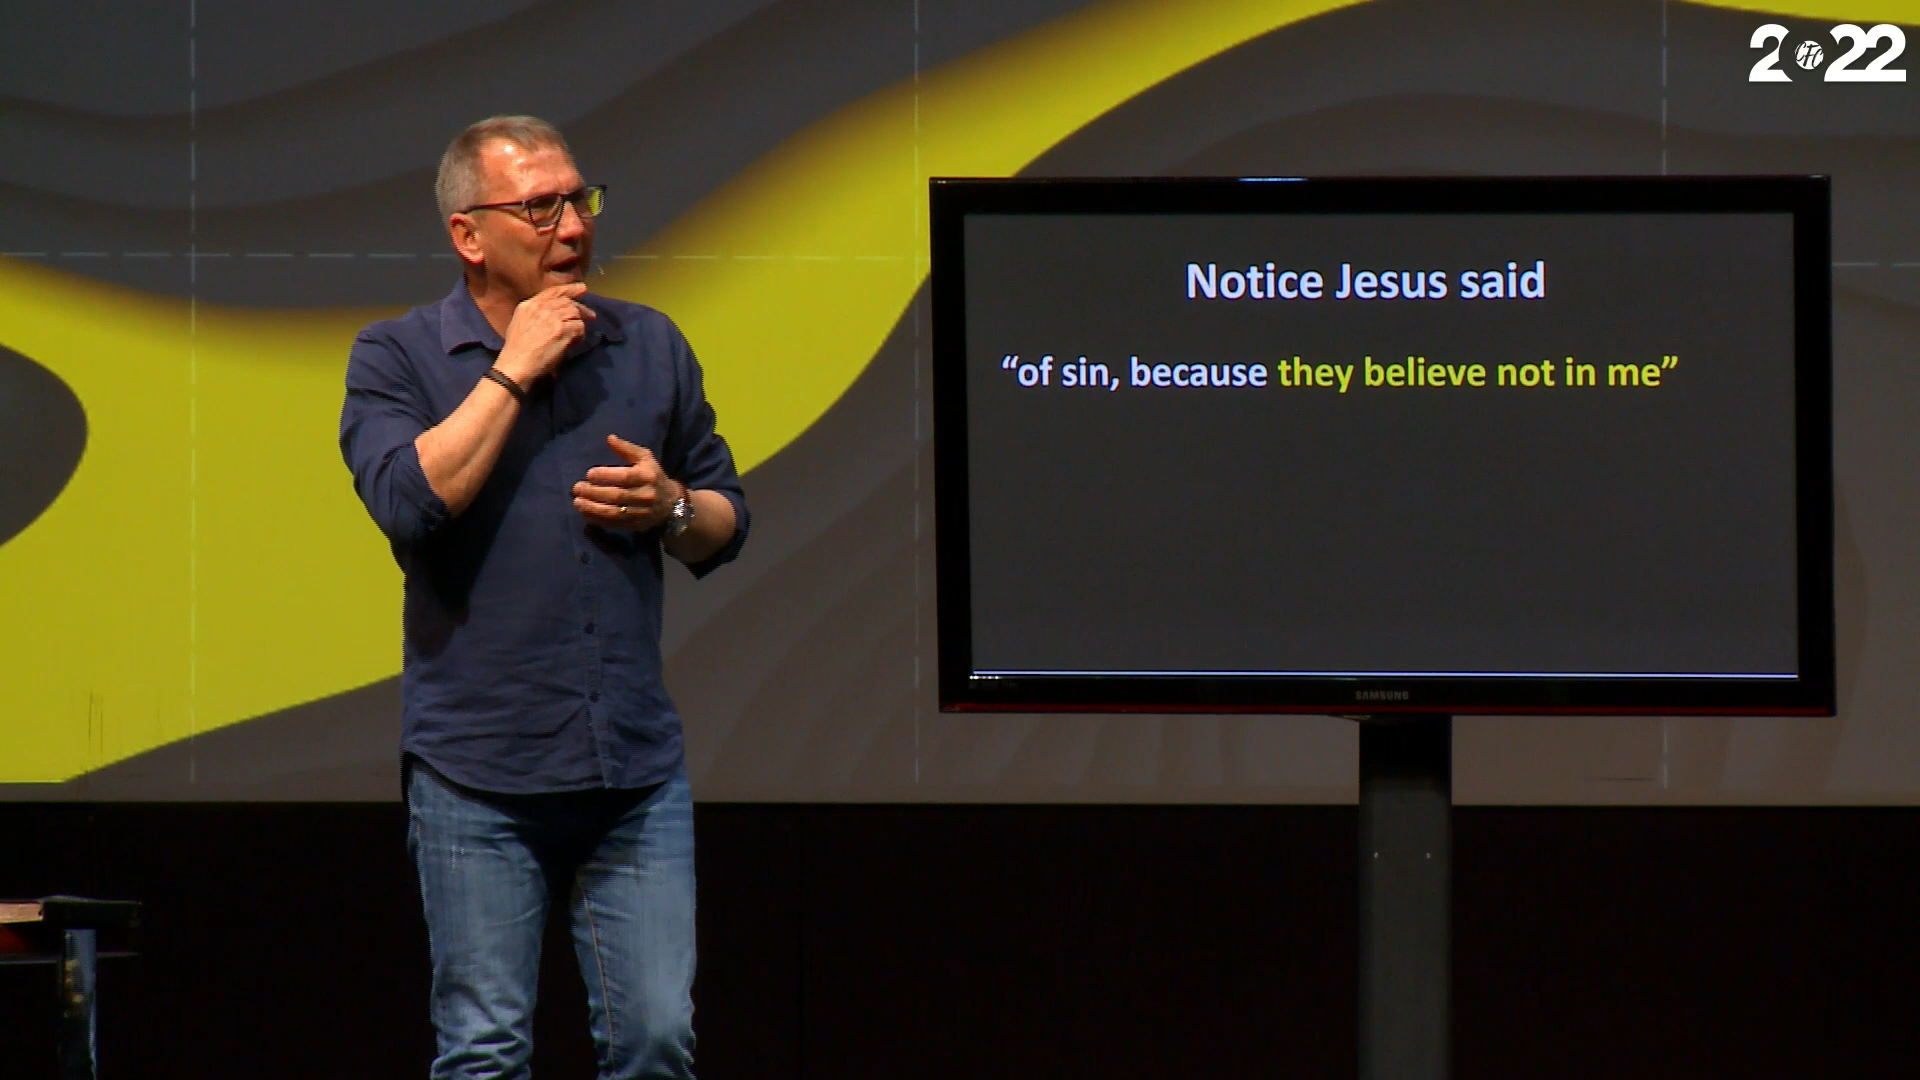 2022
Notice Jesus said
“of sin, because they believe not in me”
SAMSUNG